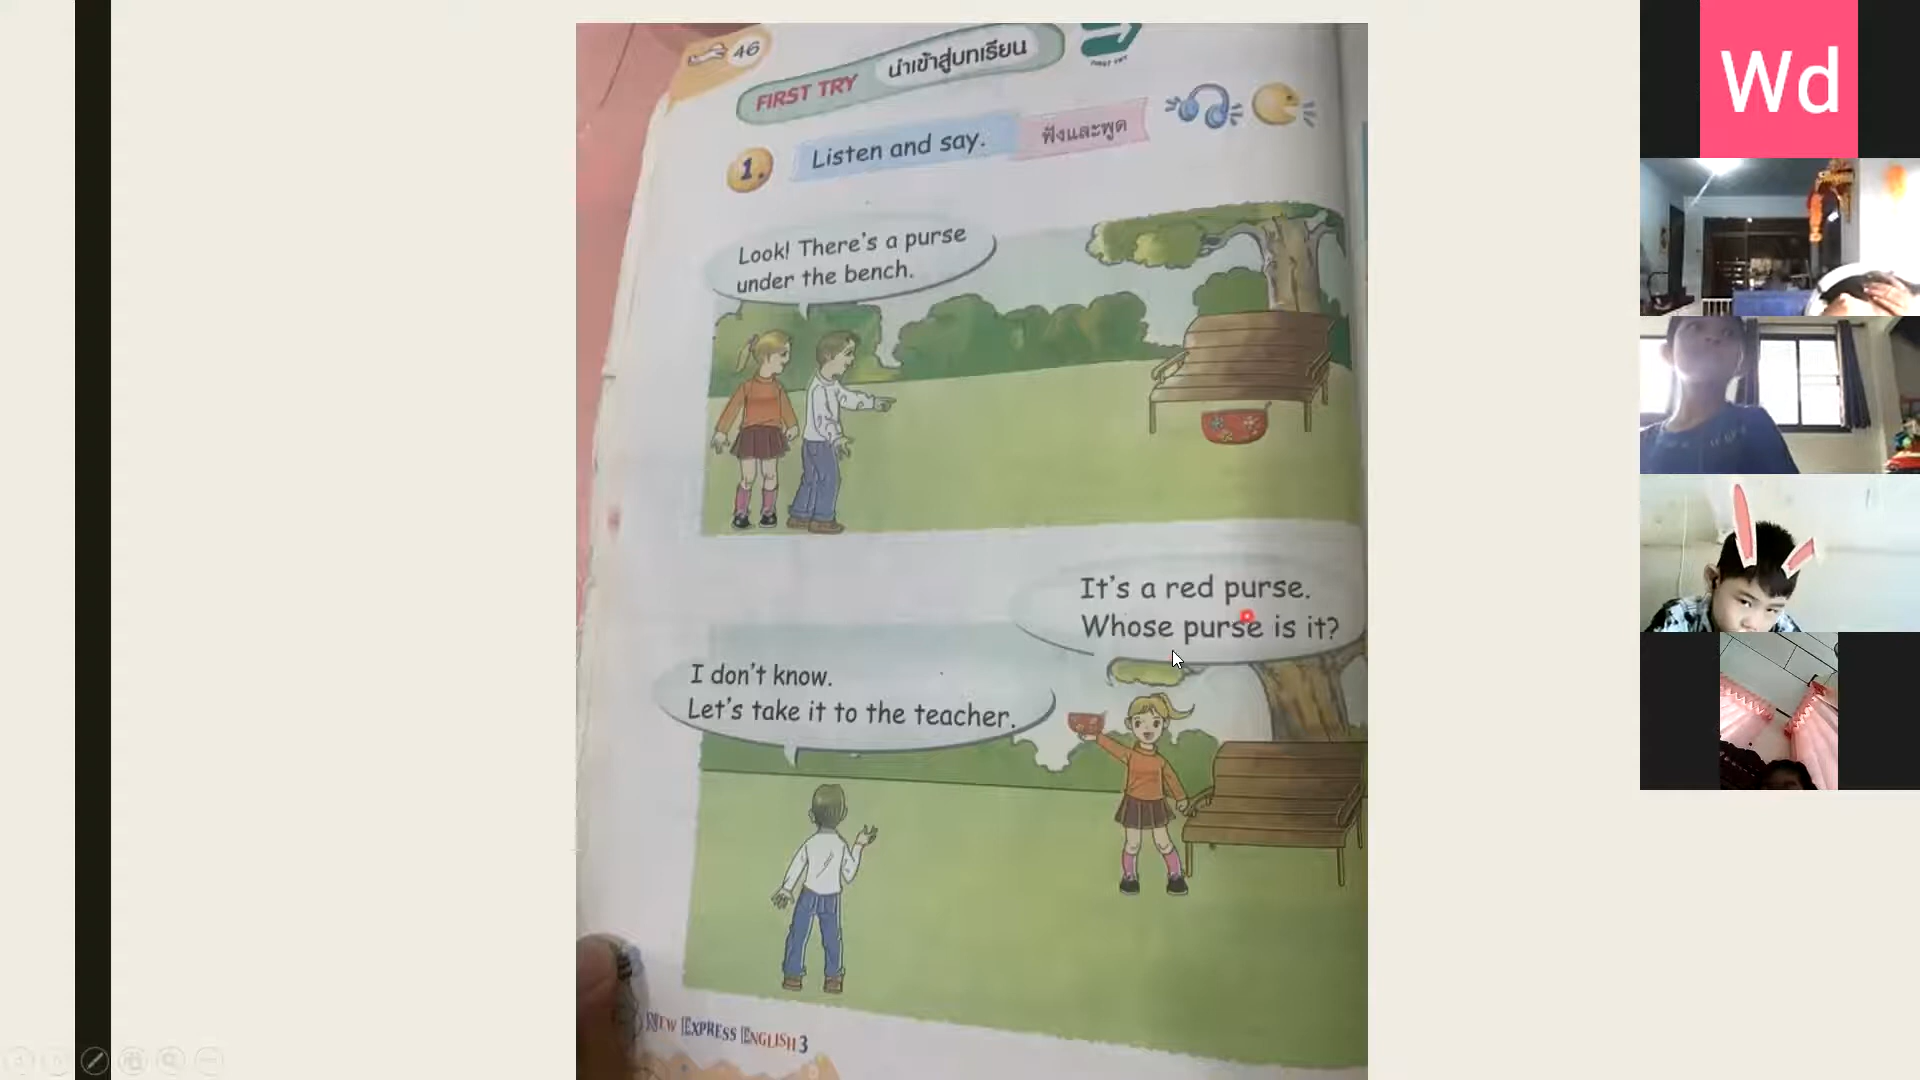 46
FIRST TRY นำเข้าสู่บทเรียน
FIRST TRY
1. Listen and say. ฟังและพูด
Look! There's a purse
under the bench.
It's a red purse.
Whose purse is it?
I don't know.
Let's take it to the teacher.
NEW EXPRESS ENGLISH 3
Wd